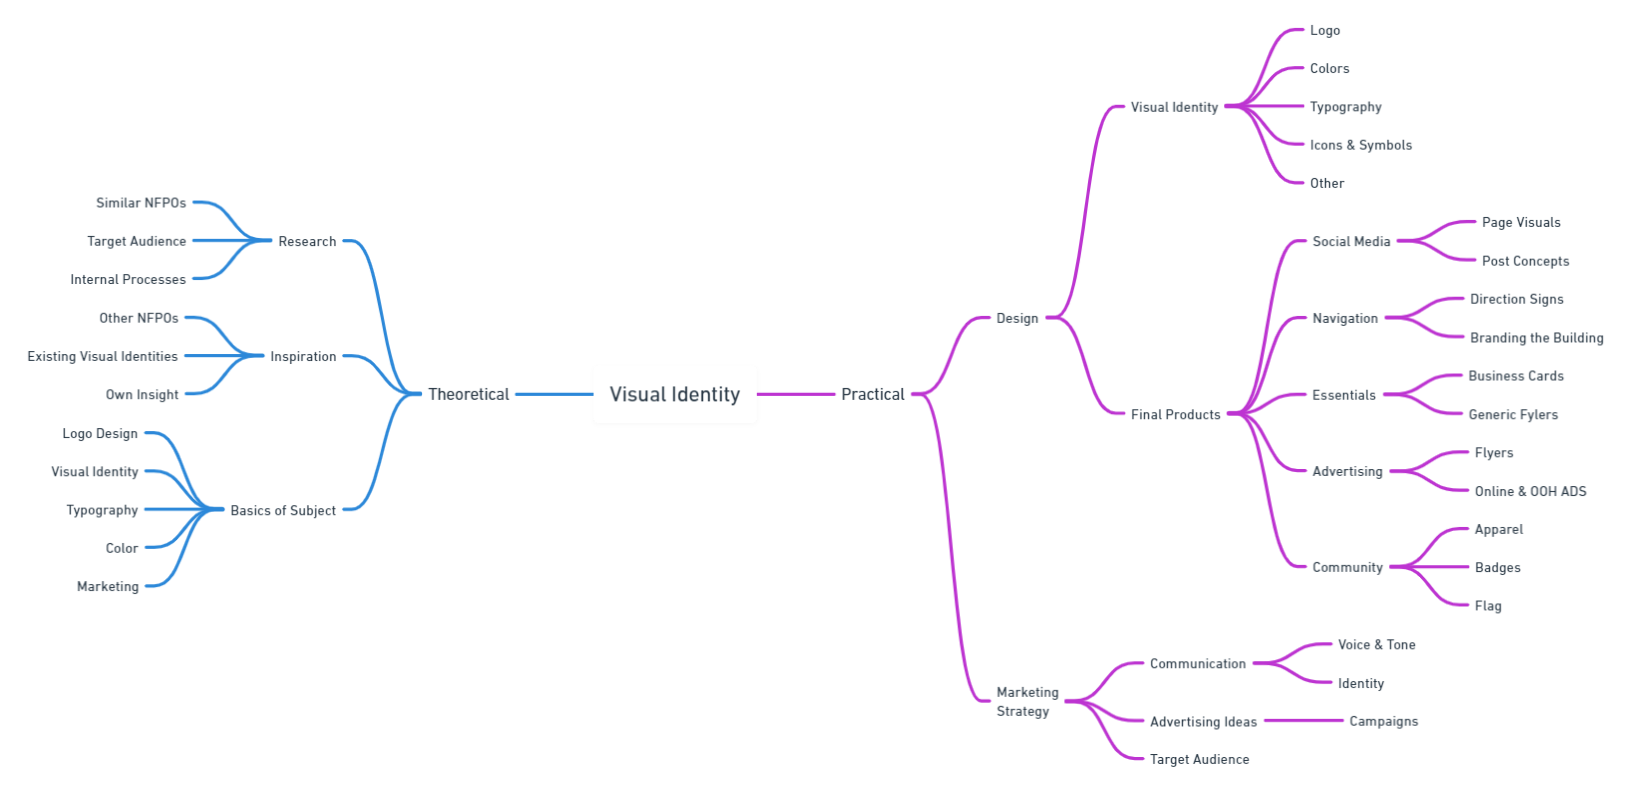 Visual Identity
Theoretical
Research
Similar NFPOs
Target Audience
Internal Processes
Inspiration
Other NFPOs
Existing Visual Identities
Own Insight
Basics of Subject
Logo Design
Visual Identity
Typography
Color
Marketing
Practical
Design
Visual Identity
Logo
Colors
Typography
Icons & Symbols
Other
Final Products
Social Media
Page Visuals
Post Concepts
Navigation
Direction Signs
Branding the Building
Essentials
Business Cards
Generic Fylers
Advertising
Flyers
Online & OOH ADS
Community
Apparel
Badges
Flag
Marketing
Strategy
Communication
Voice & Tone
Identity
Advertising Ideas
Campaigns
Target Audience